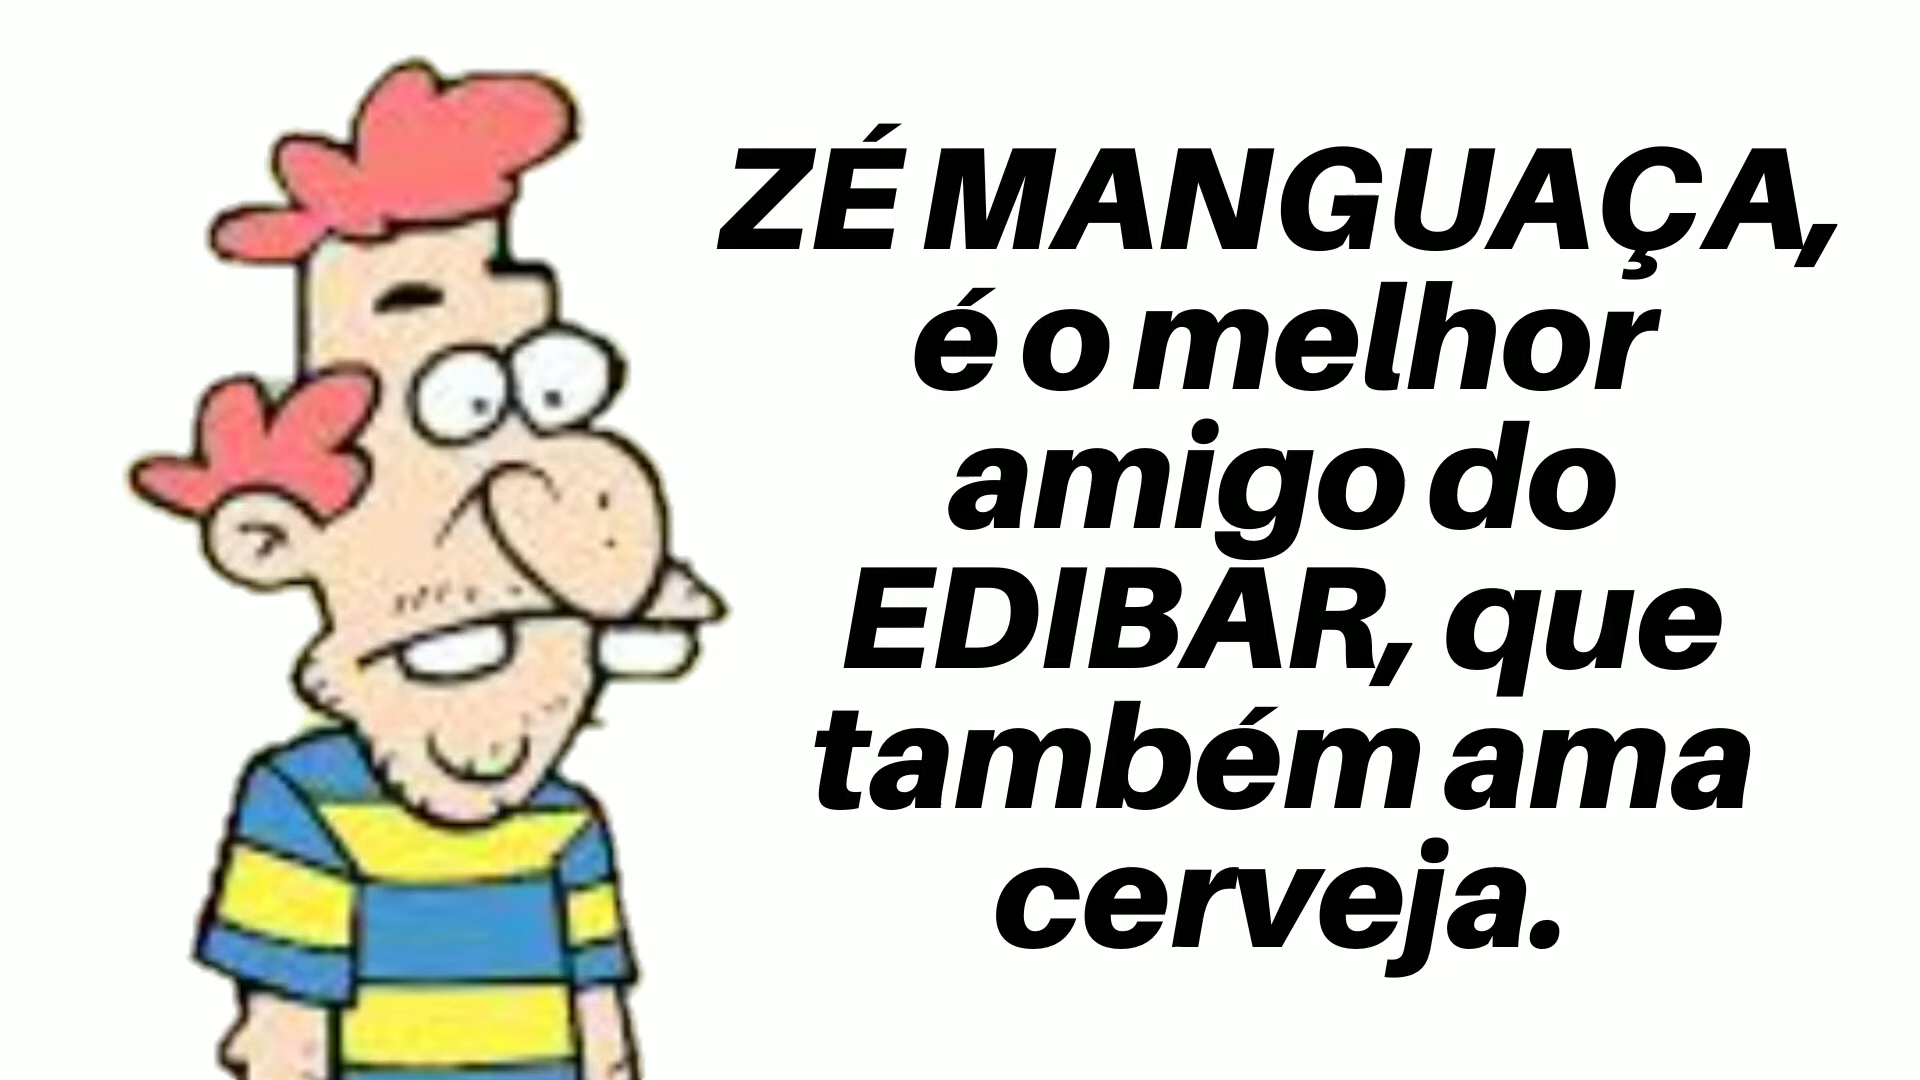 ZÉ MANGUAÇA,
é o melhor
amigo do
EDIBAR, que
também ama
cerveja.